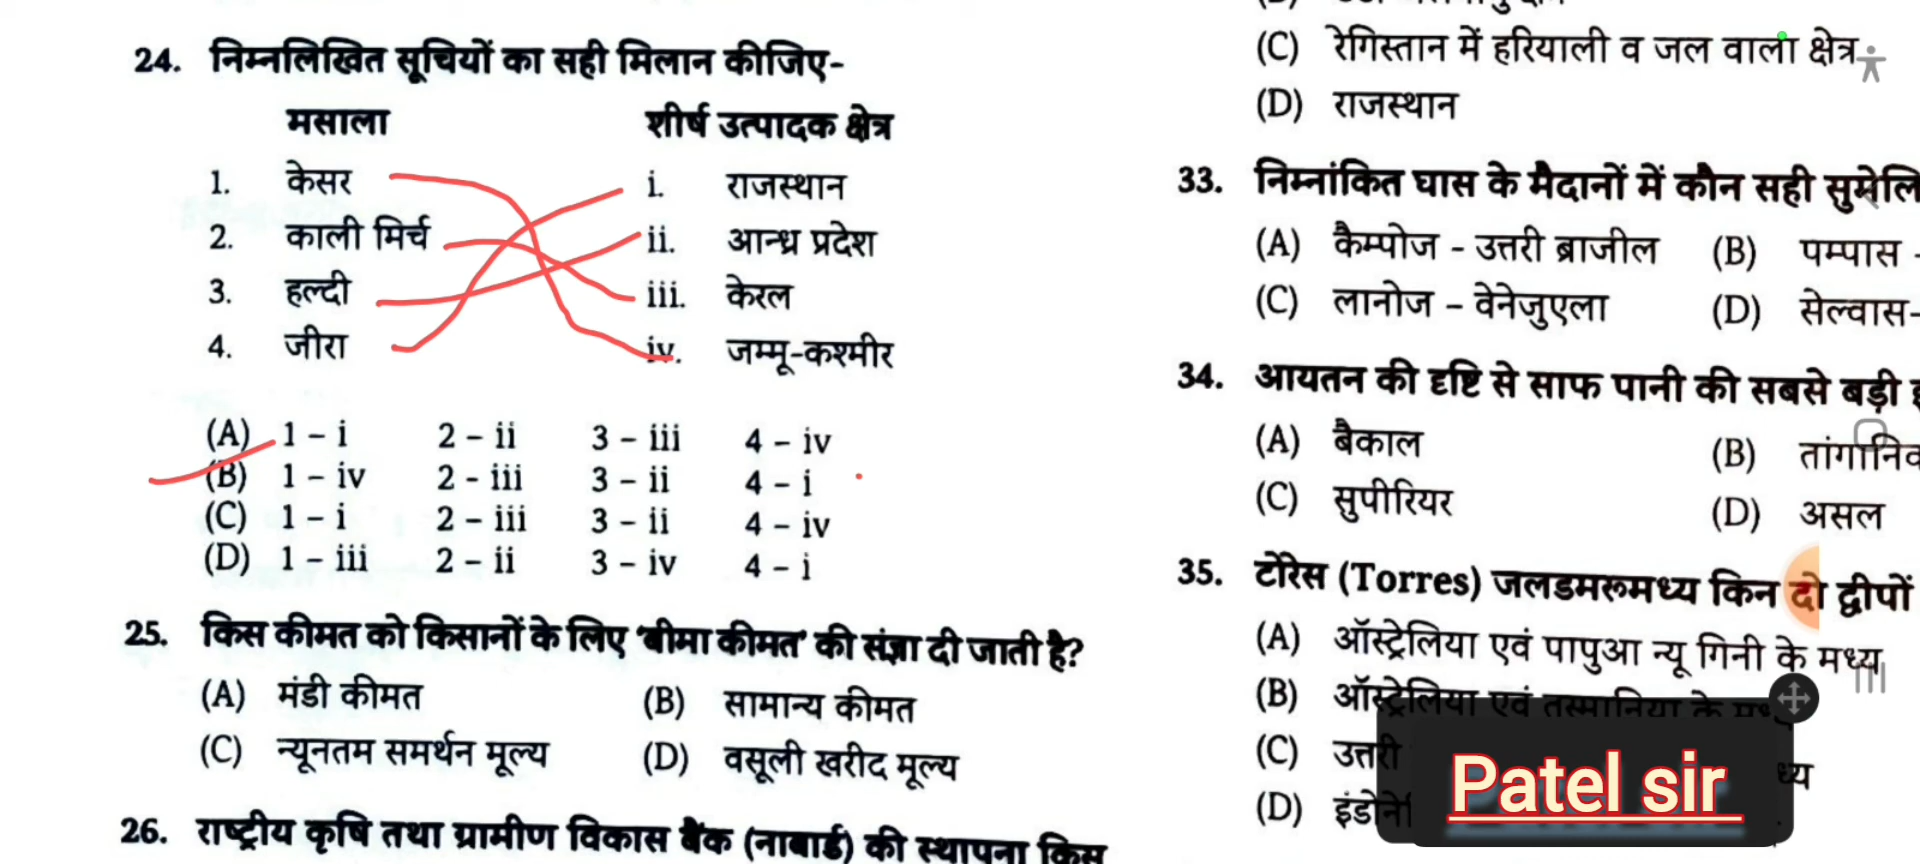 24. निम्नलिखित सूचियों का सही मिलान कीजिए-
मसाला शीर्ष उत्पादक क्षेत्र
1. केसर i. राजस्थान
2. काली मिर्च ii. आन्ध्र प्रदेश
3. हल्दी iii. केरल
4. जीरा iv. जम्मू-कश्मीर
(A) 1 – i 2 – ii 3 – iii 4 – iv
(B) 1 – iv 2 - iii 3 – ii 4 – i
(C) 1 – i 2 – iii 3 – ii 4 – iv
(D) 1 – iii 2 – ii 3 – iv 4 – i
25. किस कीमत को किसानों के लिए 'बीमा कीमत' की संज्ञा दी जाती है?
(A) मंडी कीमत (B) सामान्य कीमत
(C) न्यूनतम समर्थन मूल्य (D) वसूली खरीद मूल्य
26. राष्ट्रीय कृषि तथा ग्रामीण विकास बैंक (नाबार्ड) की स्थापना किस
(C) रेगिस्तान में हरियाली व जल वाला क्षेत्र
(D) राजस्थान
33. निम्नांकित घास के मैदानों में कौन सही
(A) कैम्पोज - उत्तरी ब्राजील (B) पम्पास -
(C) लानोज – वेनेजुएला (D) सेल्वास-
34. आयतन की दृष्टि से साफ पानी की सबसे बड़ी
(A) बैकाल (B)
(C) सुपीरियर (D) असल
35. टोरेस (Torres) जलडमरूमध्य किन दो द्वीपों
(A) ऑस्ट्रेलिया एवं पापुआ न्यू गिनी के मध्य
(B) ऑस्ट्रेलिया एवं तस्मानिया के
(C) उत्तरी
(D)
Patel sir